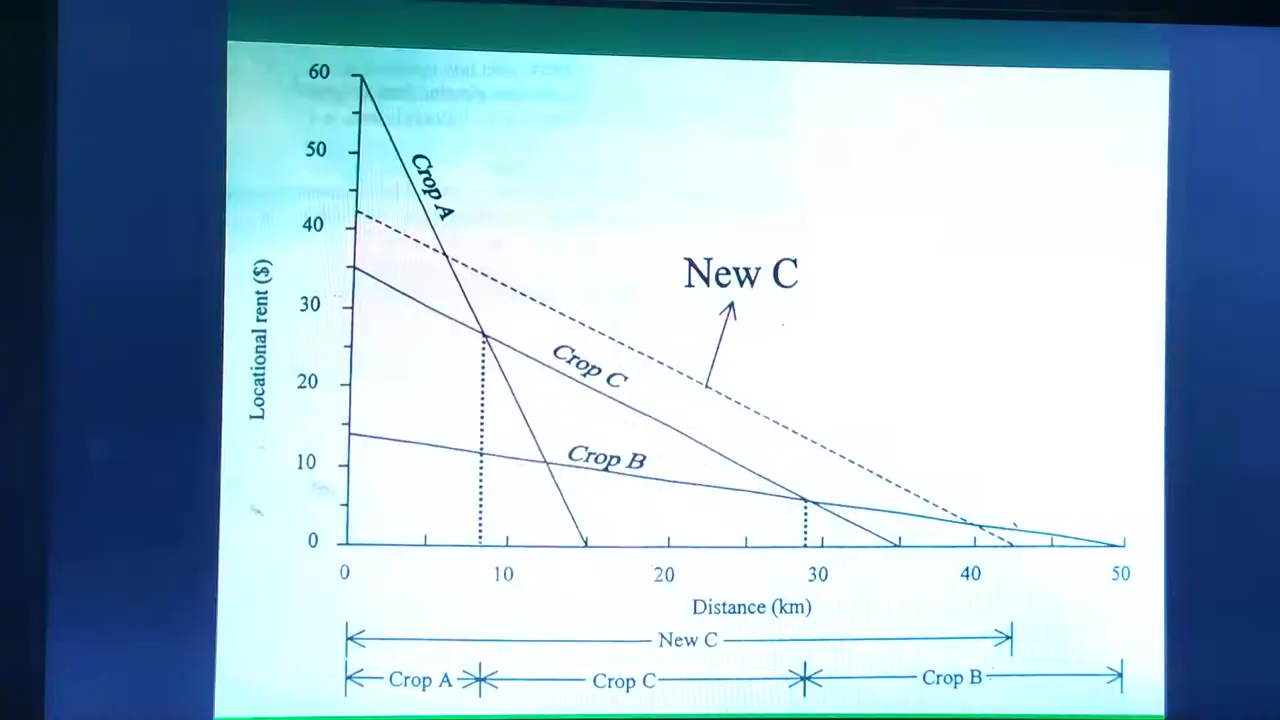 60
50
40
30
20
10
0
Locational rent ($)
Crop A
New C
Crop C
Crop B
0 10 20 30 40 50
Distance (km)
New C
Crop A Crop C Crop B